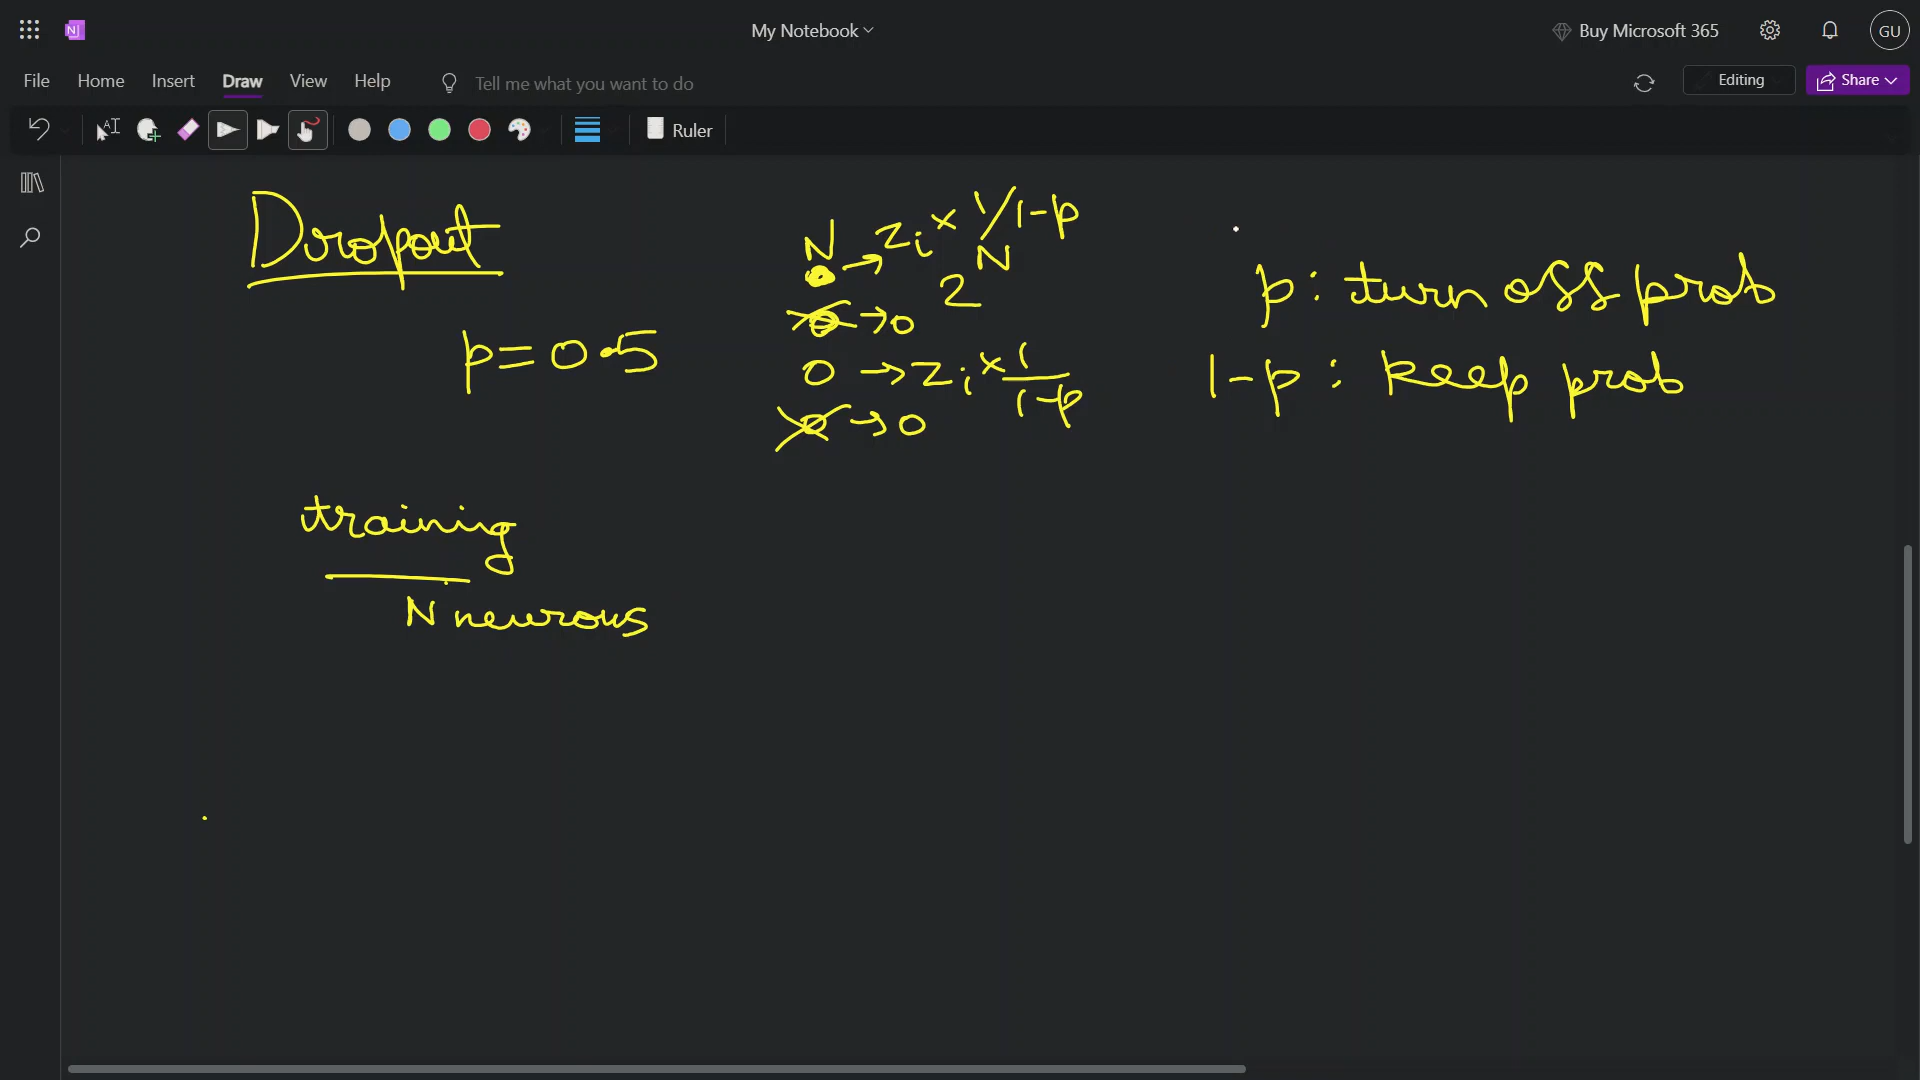 My Notebook
Buy Microsoft 365
GU
File Home Insert Draw View Help Tell me what you want to do
Editing
Share
Ruler
Dropout
p = 0.5
N
→ zi × 1/1-p
N
2
0 → 0
0 → zi × 1/1-p
0 → 0
p : turn off prob
1-p : keep prob
training
N neurons